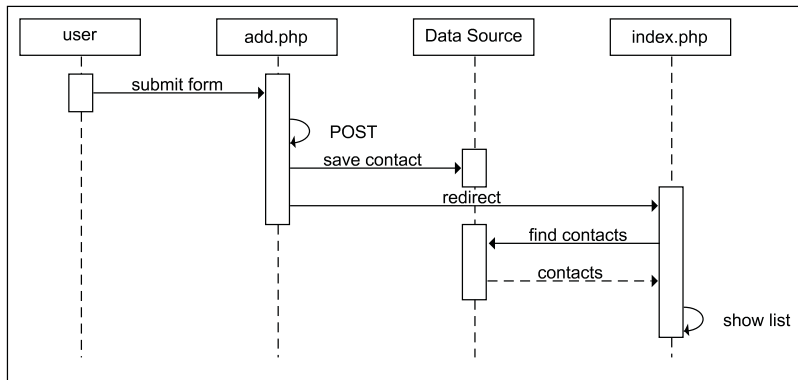 user
add.php
Data Source
index.php
submit form
POST
save contact
redirect
find contacts
contacts
show list